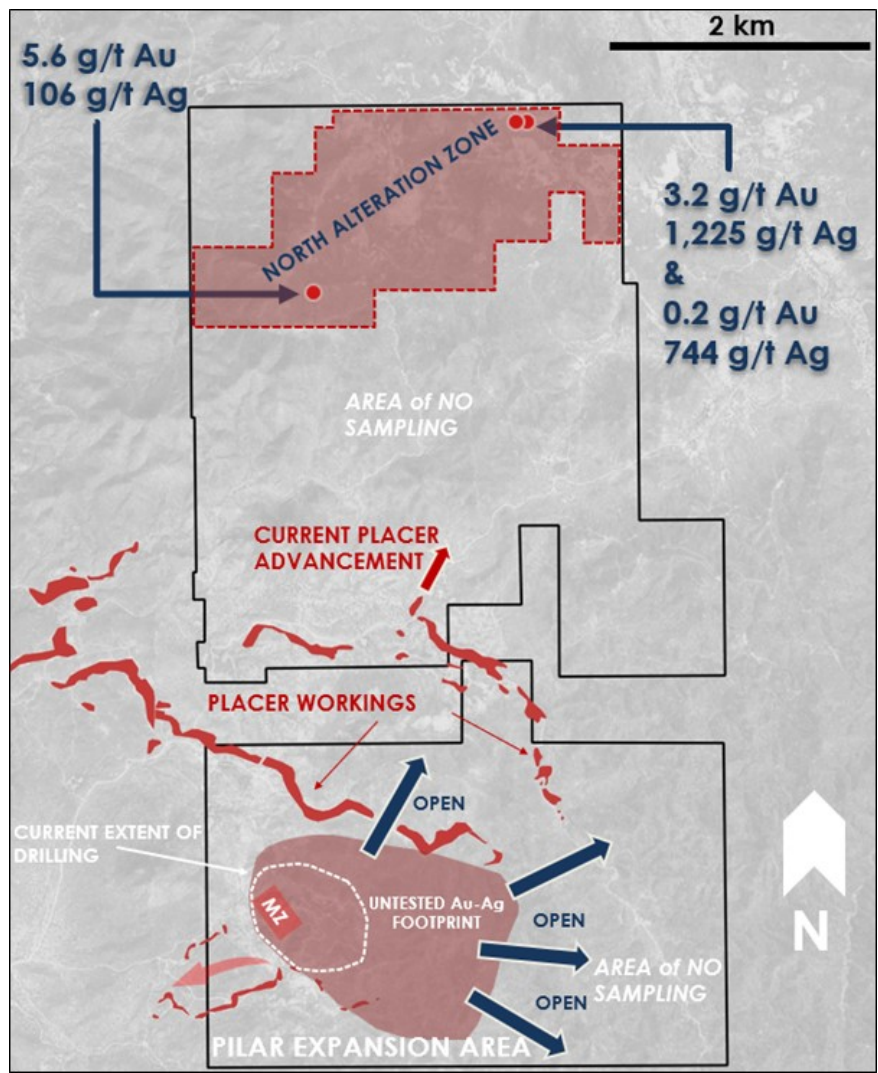 2 km
5.6 g/t Au
106 g/t Ag
NORTH ALTERATION ZONE
3.2 g/t Au
1,225 g/t Ag
&
0.2 g/t Au
744 g/t Ag
AREA of NO
SAMPLING
CURRENT PLACER
ADVANCEMENT
PLACER WORKINGS
OPEN
CURRENT EXTENT OF
DRILLING
MZ
UNTESTED Au-Ag
FOOTPRINT
OPEN
AREA of NO
SAMPLING
OPEN
N
PILAR EXPANSION AREA